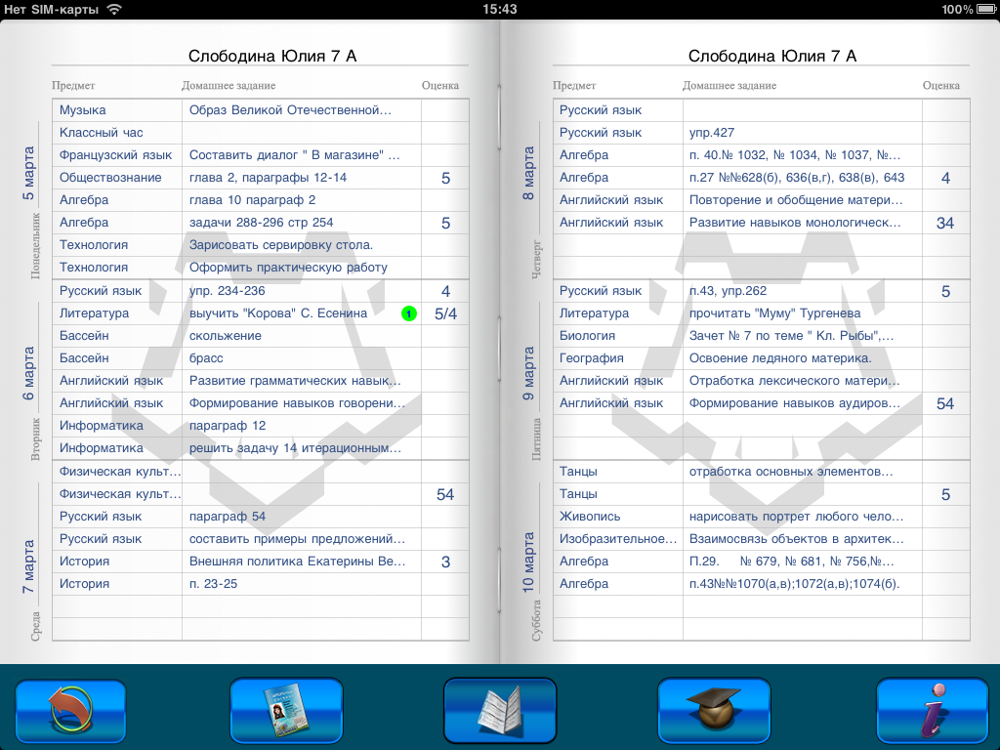 Нет SIM-карты 15:43 100%
Слободина Юлия 7 А
Предмет Домашнее задание Оценка
5 марта
Понедельник
Музыка Образ Великой Отечественной…
Классный час
Французский язык Составить диалог " В магазине" …
Обществознание глава 2, параграфы 12-14 5
Алгебра глава 10 параграф 2
Алгебра задачи 288-296 стр 254 5
Технология Зарисовать сервировку стола.
Технология Оформить практическую работу
6 марта
Вторник
Русский язык упр. 234-236 4
Литература выучить "Корова" С. Есенина 1 5/4
Бассейн скольжение
Бассейн брасс
Английский язык Развитие грамматических навык…
Английский язык Формирование навыков говорени…
Информатика параграф 12
Информатика решить задачу 14 итерационным…
7 марта
Среда
Физическая культ…
Физическая культ… 54
Русский язык параграф 54
Русский язык составить примеры предложений…
История Внешняя политика Екатерины Ве… 3
История п. 23-25
Слободина Юлия 7 А
Предмет Домашнее задание Оценка
8 марта
Четверг
Русский язык
Русский язык упр.427
Алгебра п. 40.№ 1032, № 1034, № 1037, №…
Алгебра п.27 №№628(б), 636(в,г), 638(в), 643 4
Английский язык Повторение и обобщение матери…
Английский язык Развитие навыков монологическ… 34
9 марта
Пятница
Русский язык п.43, упр.262 5
Литература прочитать "Муму" Тургенева
Биология Зачет № 7 по теме " Кл. Рыбы",…
География Освоение ледяного материка.
Английский язык Отработка лексического матери…
Английский язык Формирование навыков аудиров… 54
10 марта
Суббота
Танцы отработка основных элементов…
Танцы 5
Живопись нарисовать портрет любого чело…
Изобразительное… Взаимосвязь объектов в архитек…
Алгебра П.29. № 679, № 681, № 756,№…
Алгебра п.43№№1070(а,в);1072(а,в);1074(б).